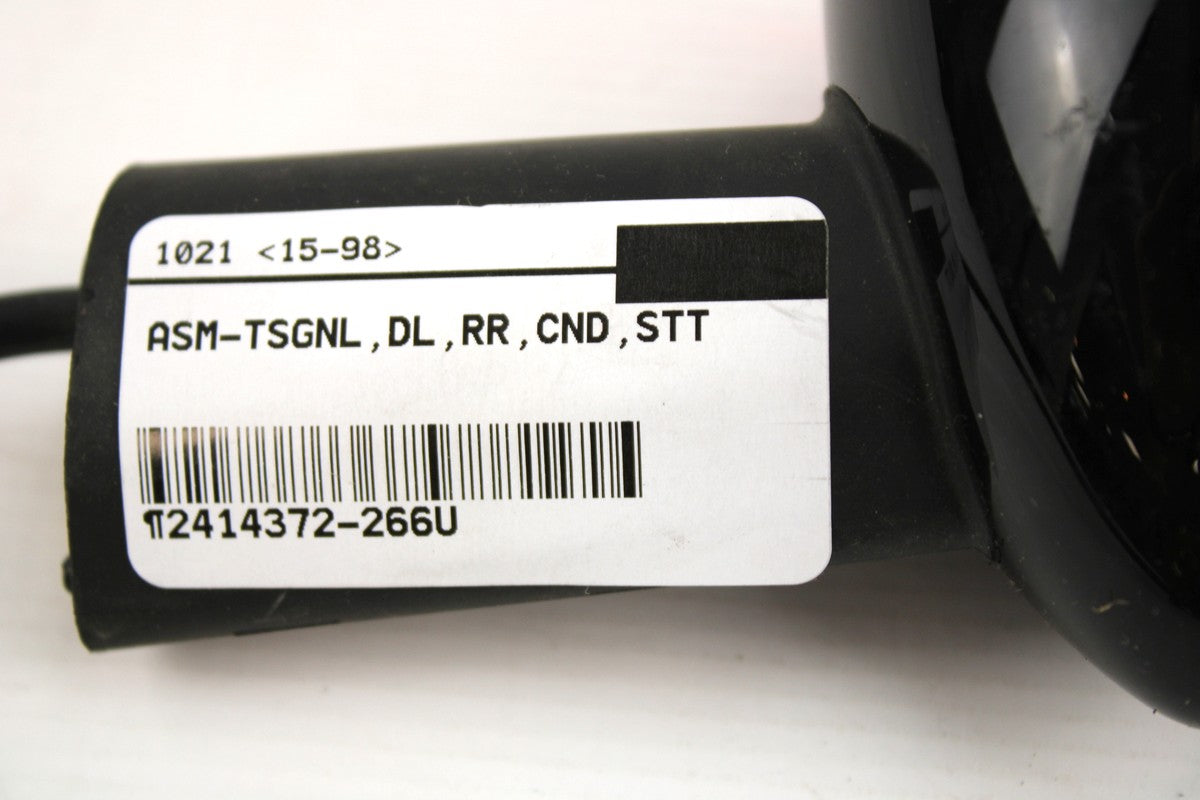 1021 <15-98>
ASM-TSGNL,DL,RR,CND,STT
¶2414372-266U